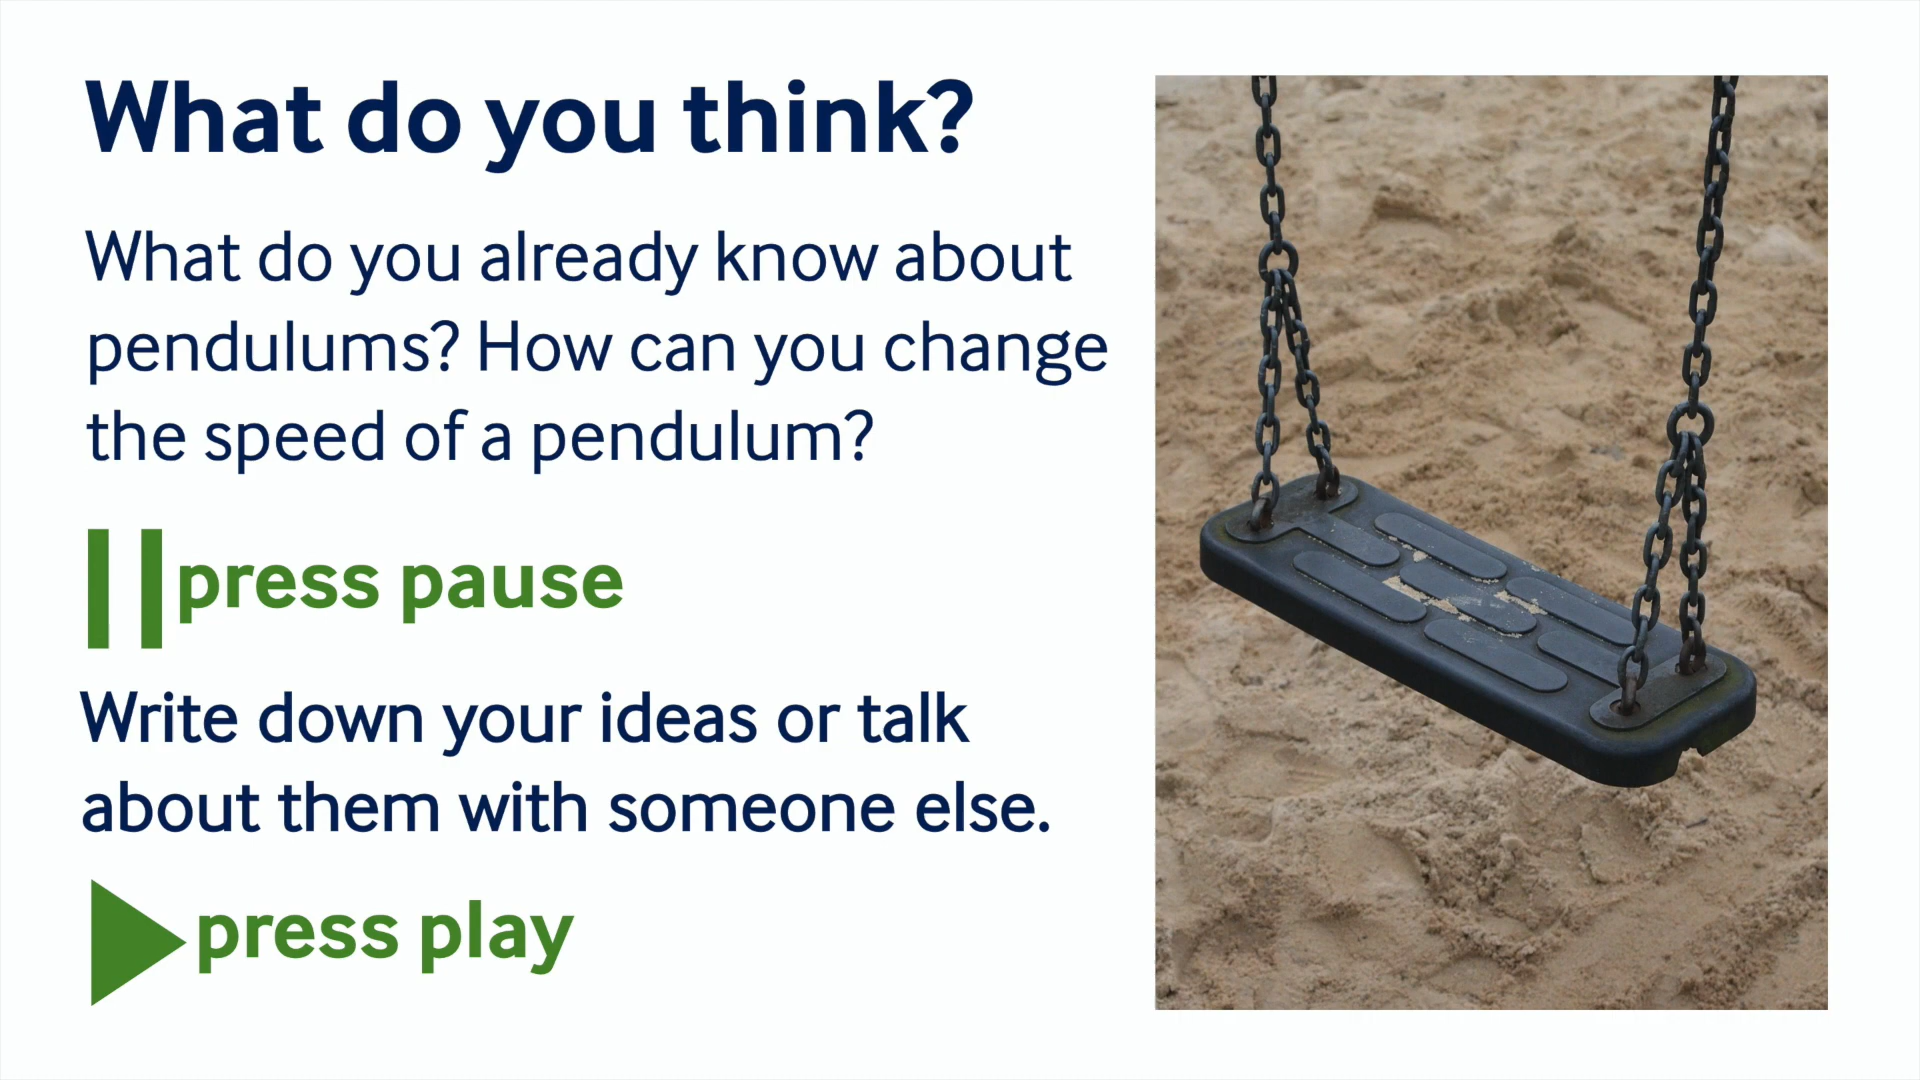 What do you think?
What do you already know about
pendulums? How can you change
the speed of a pendulum?
press pause
Write down your ideas or talk
about them with someone else.
press play